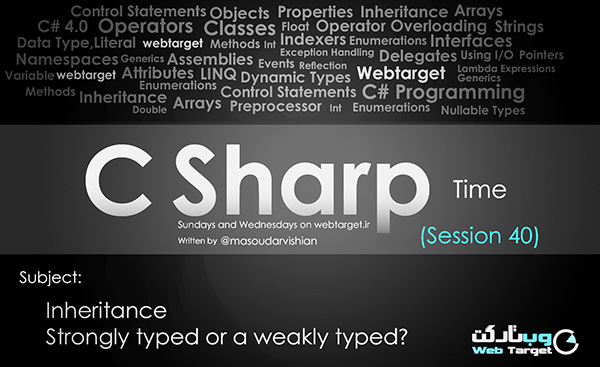 Control Statements Objects Properties Inheritance Arrays
C# 4.0 Operators Classes Float Operator Overloading Strings
Data Type,Literal webtarget Methods Int Indexers Enumerations Interfaces
Namespaces Generics Assemblies Events Exception Handling Delegates Using I/O Pointers
Variable webtarget Attributes LINQ Dynamic Types Reflection Webtarget Lambda Expressions Generics
Methods Inheritance Enumerations Control Statements C# Programming
Double Arrays Preprocessor Int Enumerations Nullable Types
C Sharp Time
Sundays and Wednesdays on webtarget.ir
Written by @masoudarvishian
(Session 40)
Subject:
Inheritance
Strongly typed or a weakly typed?
وب تارگت
Web Target